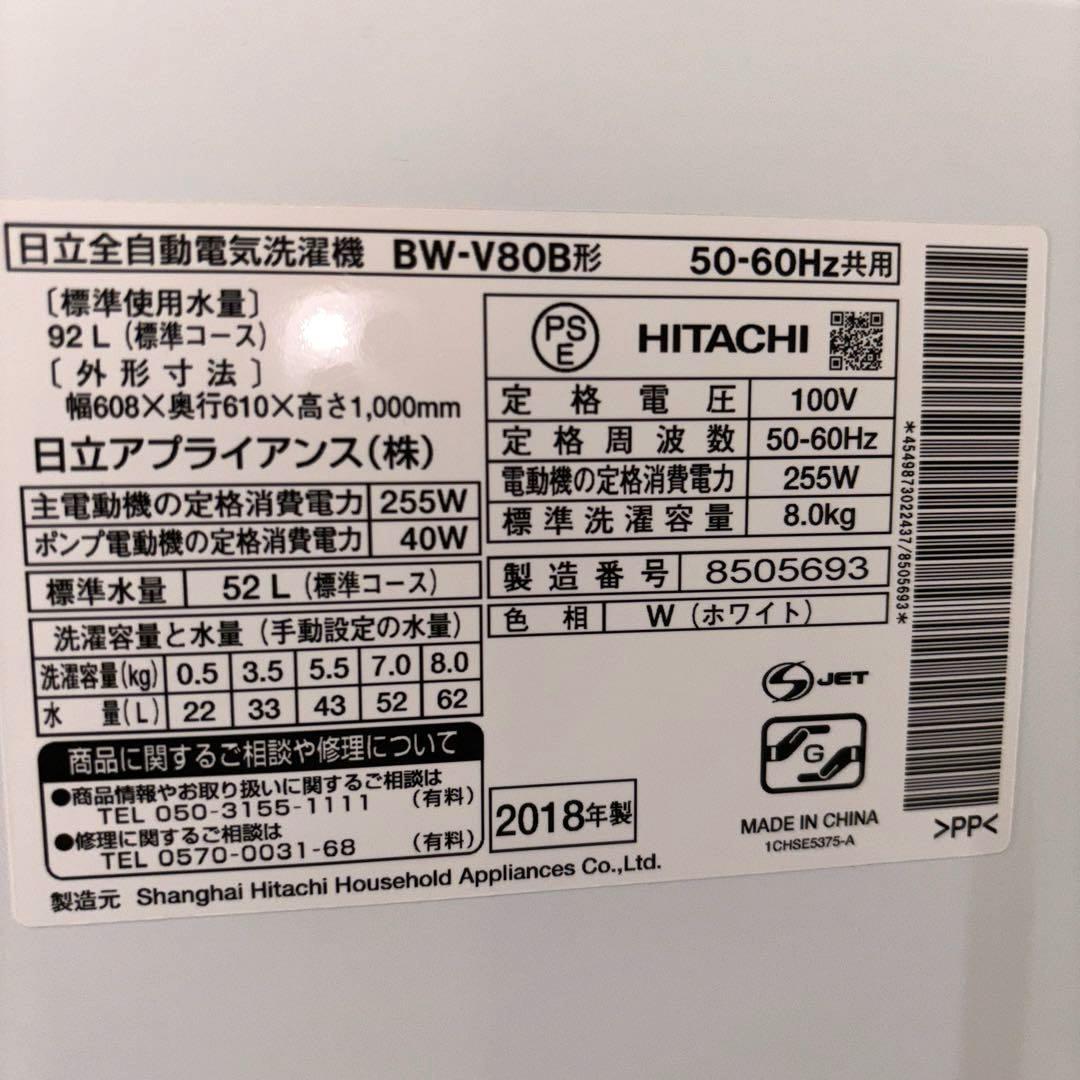 日立全自動電気洗濯機 BW-V80B形 50-60Hz共用
〔標準使用水量〕
92 L (標準コース)
〔外形寸法〕
幅608×奥行610×高さ1,000mm
日立アプライアンス(株)
主電動機の定格消費電力 255W
ポンプ電動機の定格消費電力 40W
標準水量 52 L (標準コース)
洗濯容量と水量 (手動設定の水量)
洗濯容量(kg) 0.5 3.5 5.5 7.0 8.0
水量(L) 22 33 43 52 62
商品に関するご相談や修理について
●商品情報やお取り扱いに関するご相談は
TEL 050-3155-1111 (有料)
●修理に関するご相談は
TEL 0570-0031-68 (有料)
製造元 Shanghai Hitachi Household Appliances Co.,Ltd.
PSE HITACHI
定格電圧 100V
定格周波数 50-60Hz
電動機の定格消費電力 255W
標準洗濯容量 8.0kg
製造番号 8505693
色相 W (ホワイト)
S JET
G
2018年製
MADE IN CHINA
1CHSE5375-A
*4549873022437/8505693*
>PP<